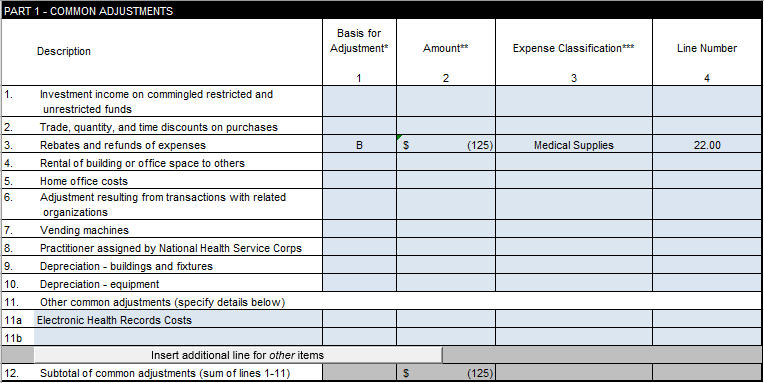 PART 1 - COMMON ADJUSTMENTS
Description
Basis for
Adjustment*
1
Amount**
2
Expense Classification***
3
Line Number
4
1. Investment income on commingled restricted and
unrestricted funds
2. Trade, quantity, and time discounts on purchases
3. Rebates and refunds of expenses B $ (125) Medical Supplies 22.00
4. Rental of building or office space to others
5. Home office costs
6. Adjustment resulting from transactions with related
organizations
7. Vending machines
8. Practitioner assigned by National Health Service Corps
9. Depreciation - buildings and fixtures
10. Depreciation - equipment
11. Other common adjustments (specify details below)
11a Electronic Health Records Costs
11b
Insert additional line for other items
12. Subtotal of common adjustments (sum of lines 1-11) $ (125)